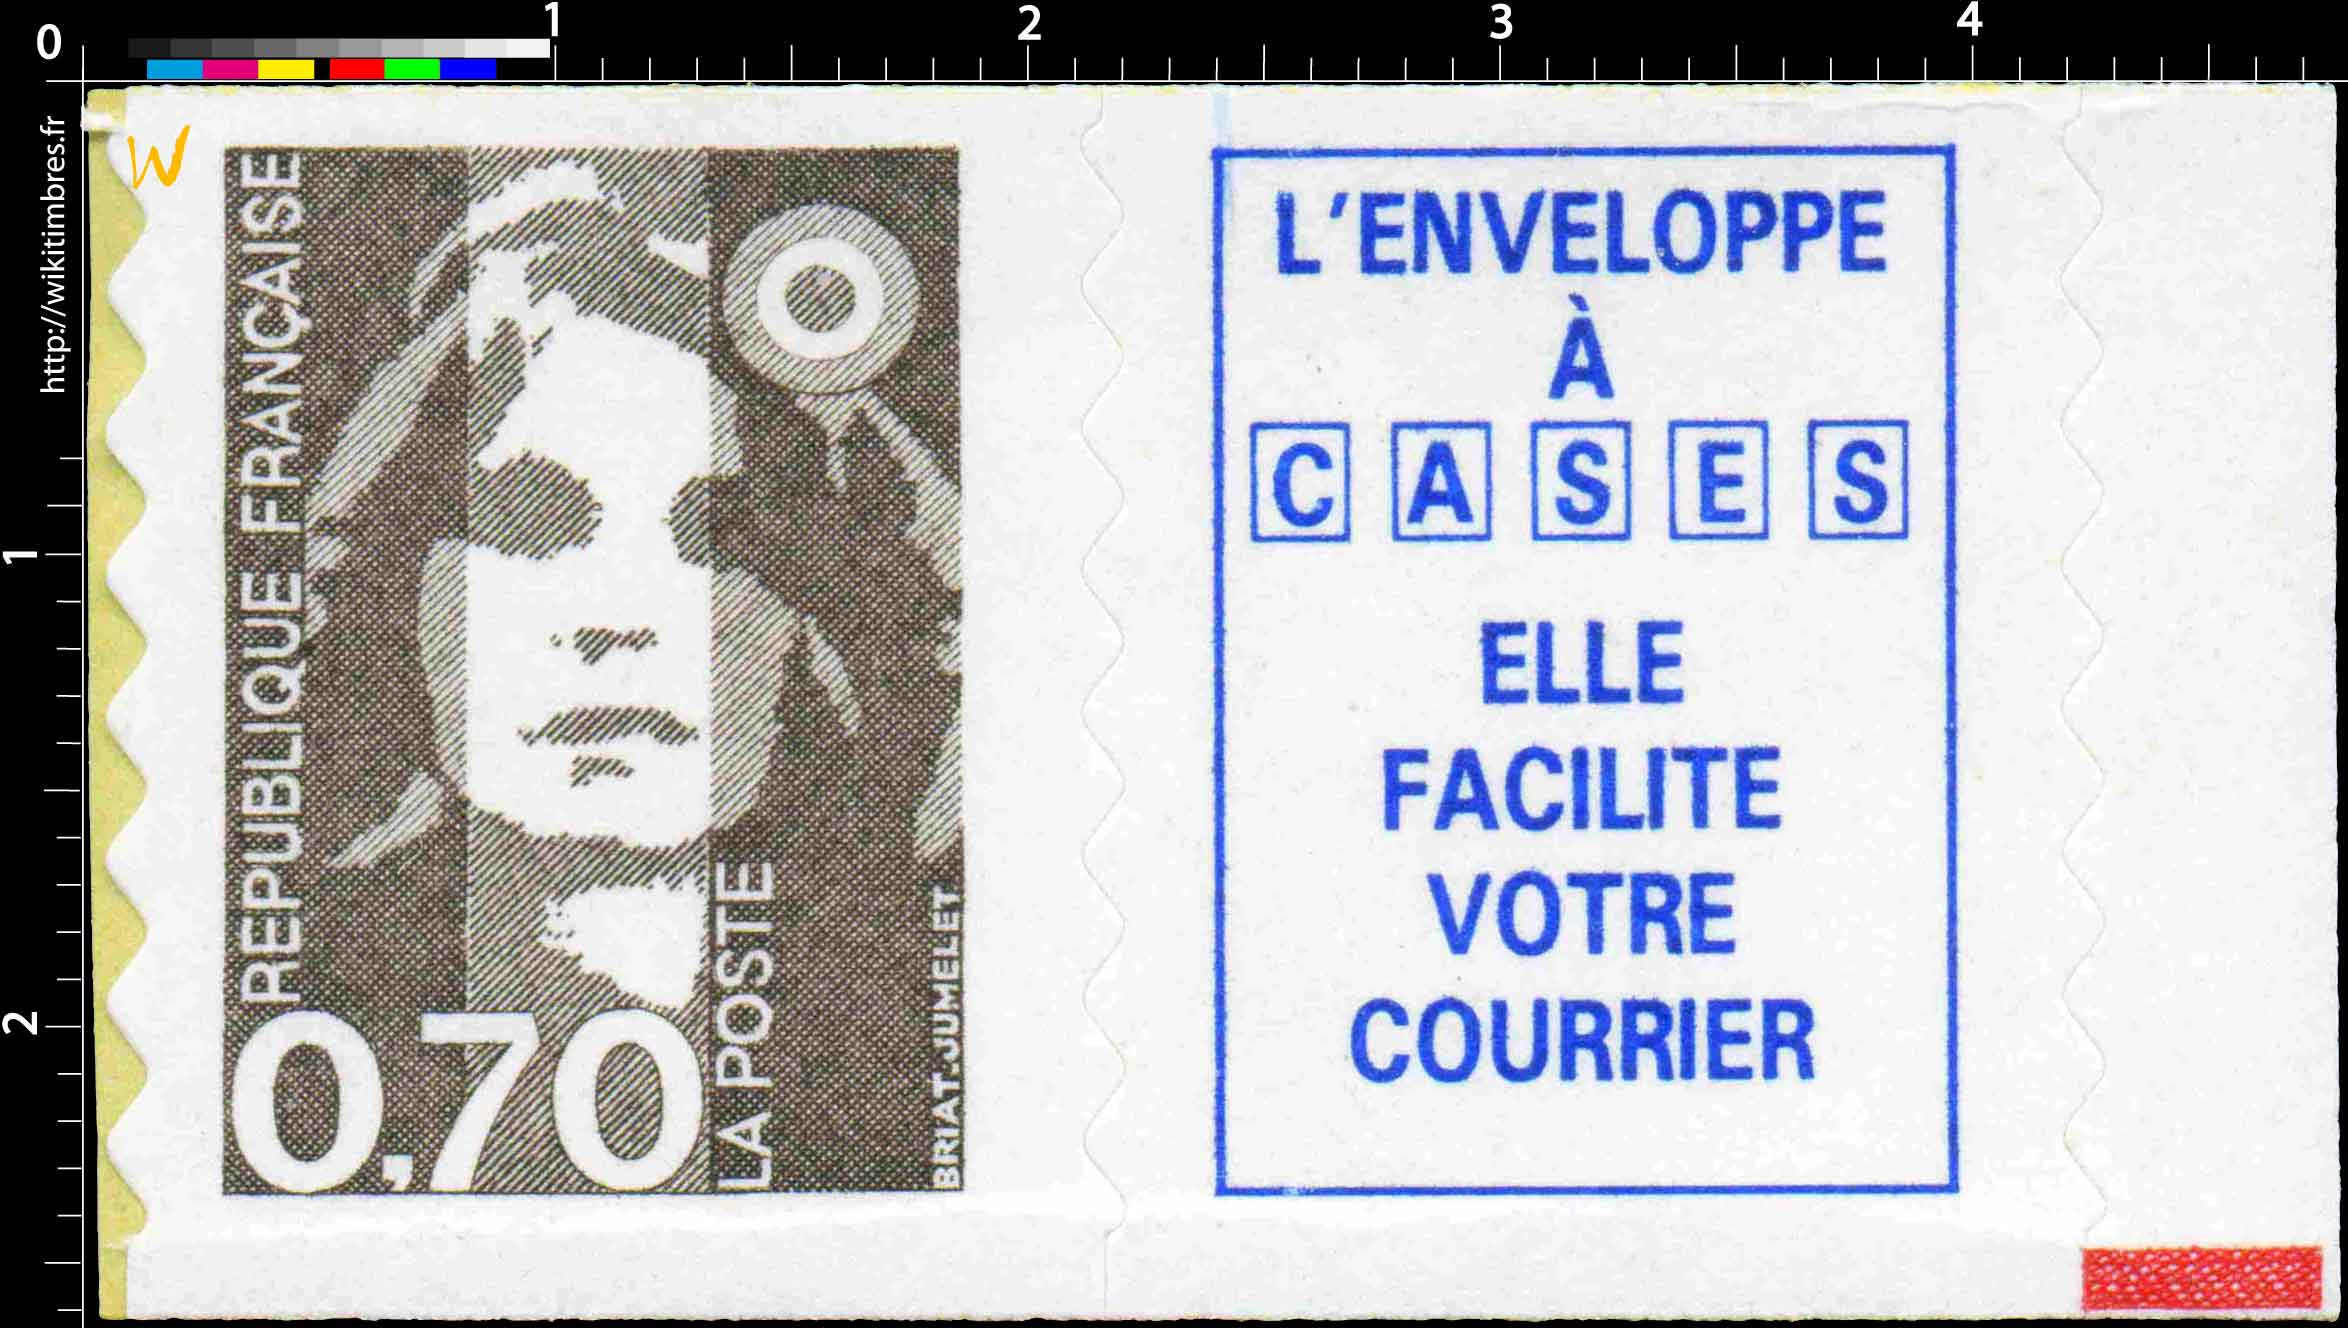 0 1 2 3 4
http://wikitimbres.fr
W
1
2
REPUBLIQUE FRANÇAISE
0,70
LA POSTE
BRIAT.JUMELET
L'ENVELOPPE
À
CASES
ELLE
FACILITE
VOTRE
COURRIER